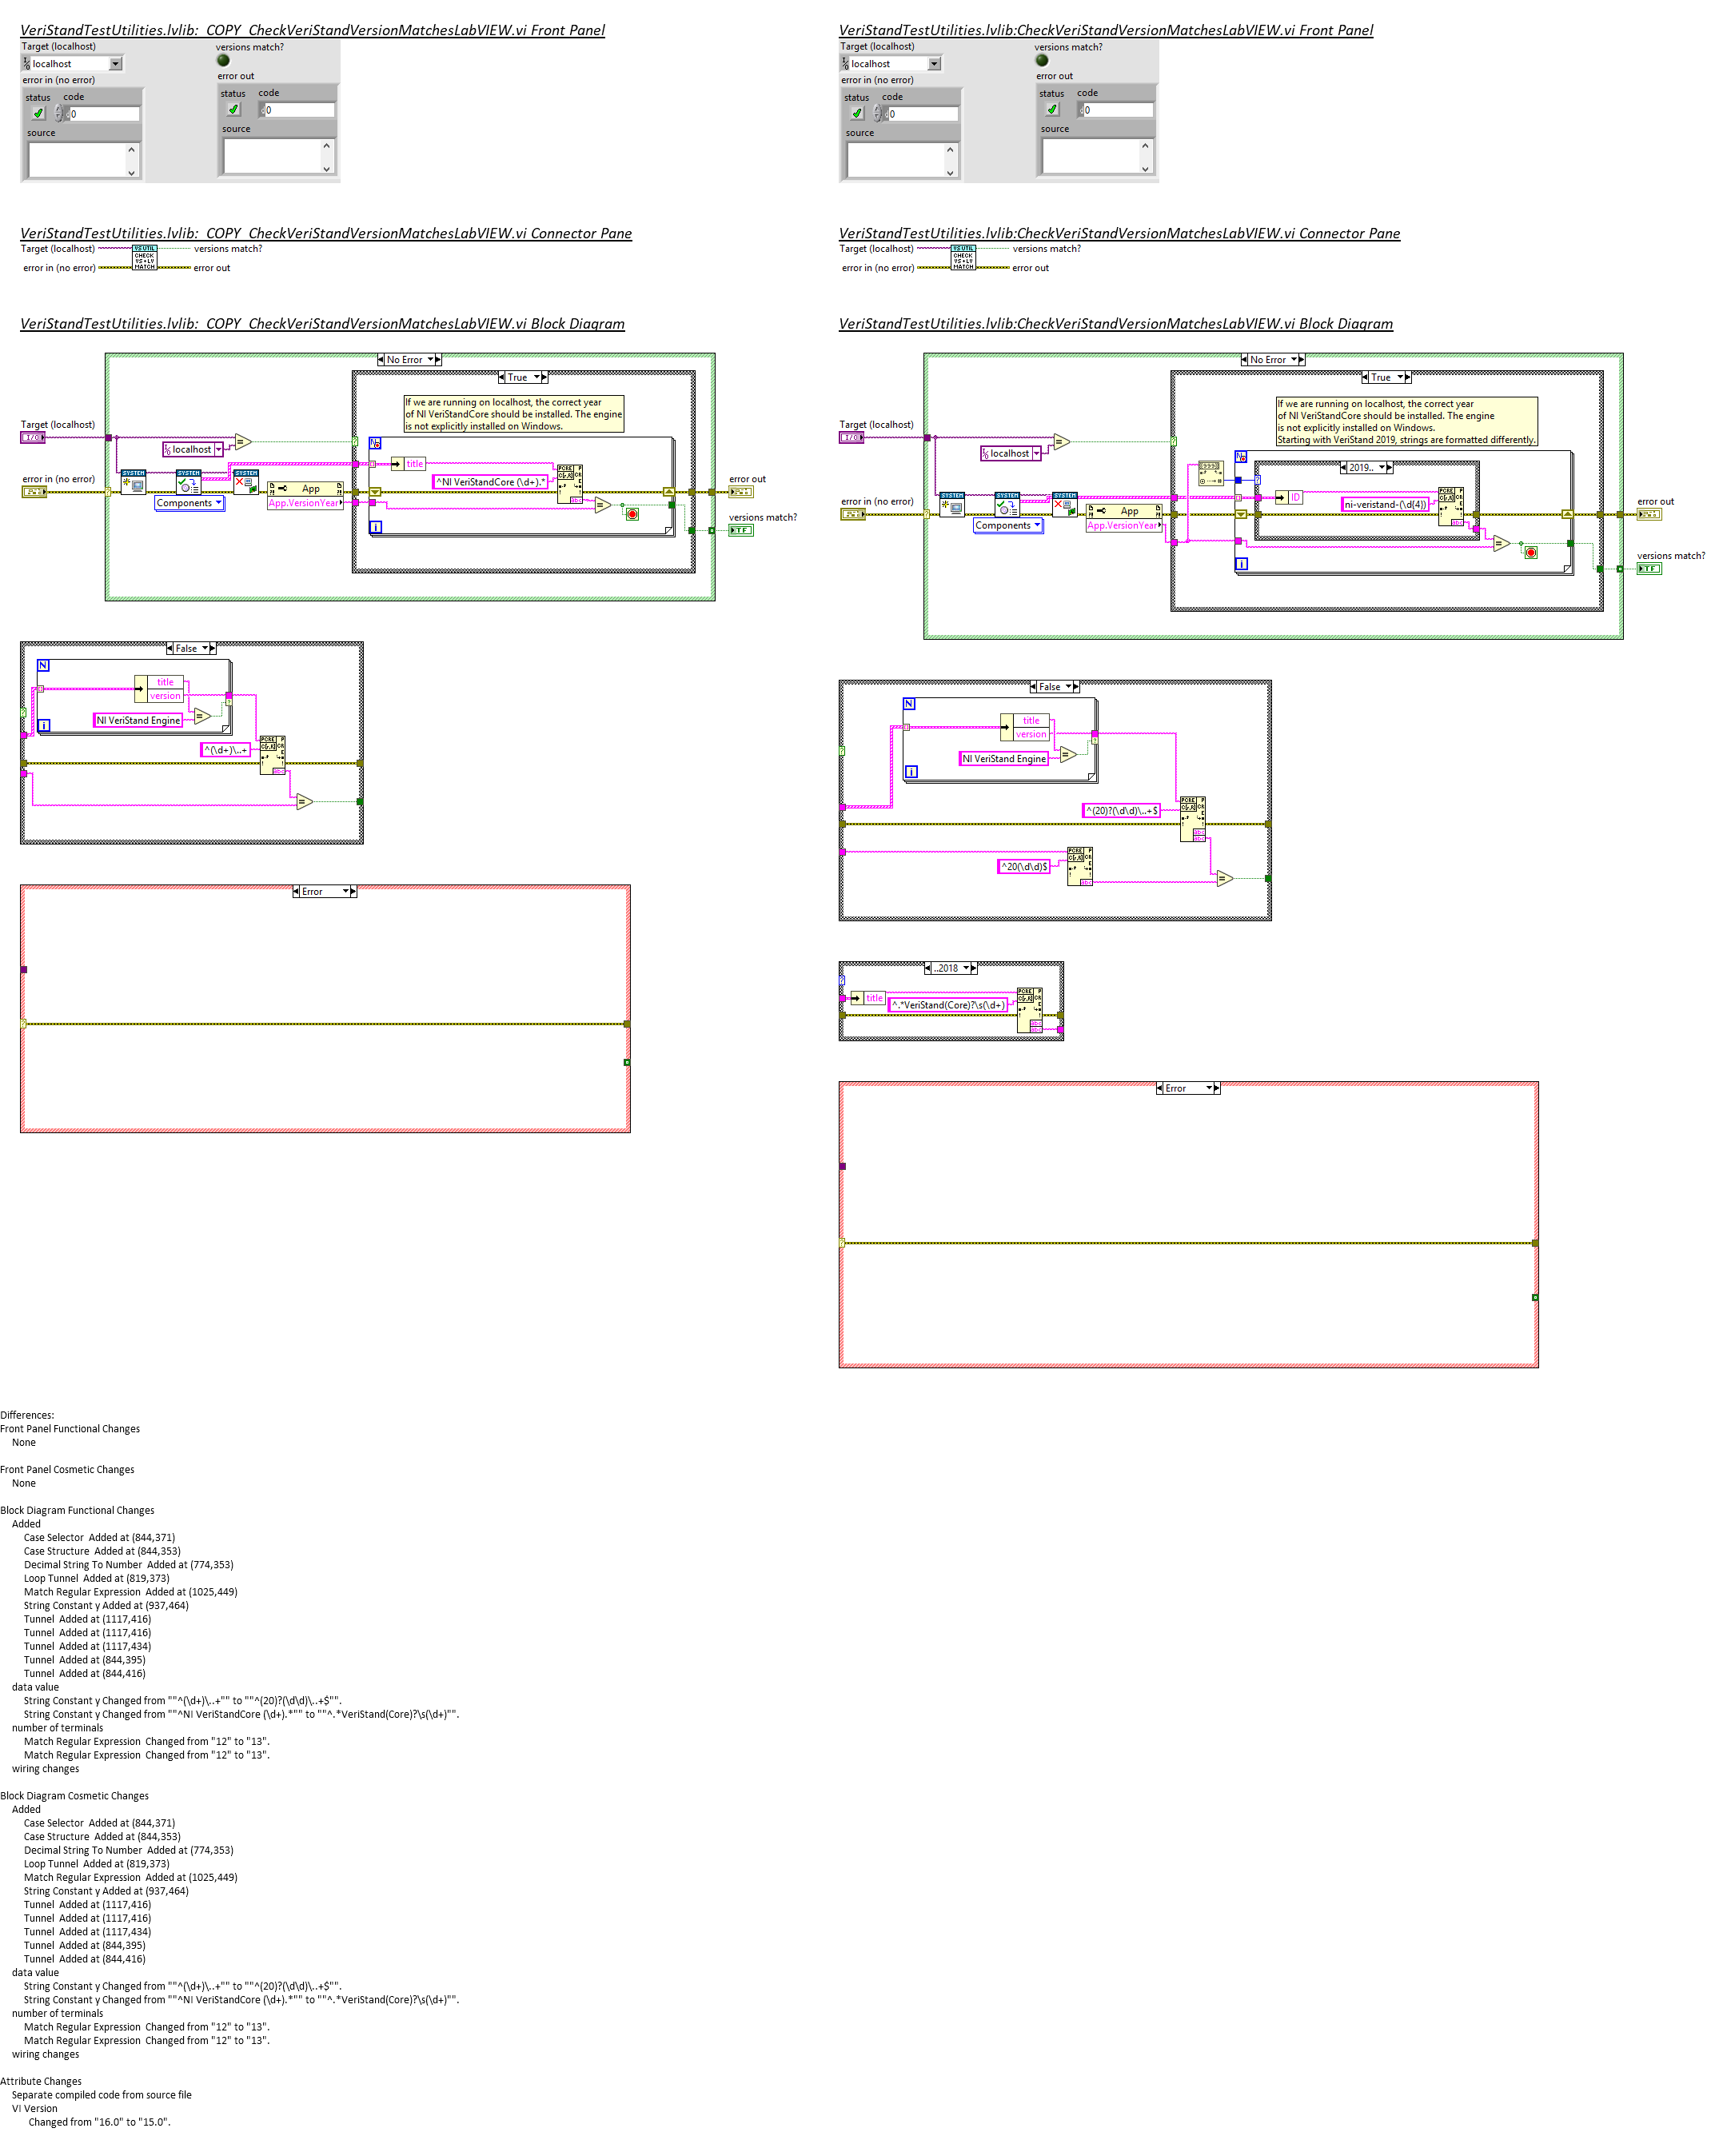 VeriStandTestUtilities.lvlib:_COPY_CheckVeriStandVersionMatchesLabVIEW.vi Front Panel
Target (localhost)
versions match?
localhost
error in (no error)
error out
status
code
0
status
code
0
source
source
VeriStandTestUtilities.lvlib:_COPY_CheckVeriStandVersionMatchesLabVIEW.vi Connector Pane
Target (localhost)
VS UTIL
CHECK
VS + LV
MATCH
versions match?
error in (no error)
error out
VeriStandTestUtilities.lvlib:_COPY_CheckVeriStandVersionMatchesLabVIEW.vi Block Diagram
No Error
True
If we are running on localhost, the correct year
of NI VeriStandCore should be installed. The engine
is not explicitly installed on Windows.
Target (localhost)
localhost
title
^NI VeriStandCore (\d+).*
error in (no error)
SYSTEM
SYSTEM
SYSTEM
Components
App
App.VersionYear
error out
versions match?
False
N
title
version
NI VeriStand Engine
i
^(\d+)\..+
Error
VeriStandTestUtilities.lvlib:CheckVeriStandVersionMatchesLabVIEW.vi Front Panel
Target (localhost)
versions match?
localhost
error in (no error)
error out
status
code
0
status
code
0
source
source
VeriStandTestUtilities.lvlib:CheckVeriStandVersionMatchesLabVIEW.vi Connector Pane
Target (localhost)
VS UTIL
CHECK
VS + LV
MATCH
versions match?
error in (no error)
error out
VeriStandTestUtilities.lvlib:CheckVeriStandVersionMatchesLabVIEW.vi Block Diagram
No Error
True
If we are running on localhost, the correct year
of NI VeriStandCore should be installed. The engine
is not explicitly installed on Windows.
Starting with VeriStand 2019, strings are formatted differently.
Target (localhost)
localhost
2019..
ID
ni-veristand-(\d{4})
error in (no error)
SYSTEM
SYSTEM
SYSTEM
Components
App
App.VersionYear
error out
versions match?
False
N
title
version
NI VeriStand Engine
i
^(20)?(\d\d)\..+$
^20(\d\d)$
..2018
title
^.*VeriStand(Core)?\s(\d+)
Error
Differences:
Front Panel Functional Changes
None
Front Panel Cosmetic Changes
None
Block Diagram Functional Changes
Added
Case Selector Added at (844,371)
Case Structure Added at (844,353)
Decimal String To Number Added at (774,353)
Loop Tunnel Added at (819,373)
Match Regular Expression Added at (1025,449)
String Constant y Added at (937,464)
Tunnel Added at (1117,416)
Tunnel Added at (1117,416)
Tunnel Added at (1117,434)
Tunnel Added at (844,395)
Tunnel Added at (844,416)
data value
String Constant y Changed from ""^(\d+)\..+"" to ""^(20)?(\d\d)\..+$"".
String Constant y Changed from ""^NI VeriStandCore (\d+).*"" to ""^.*VeriStand(Core)?\s(\d+)"".
number of terminals
Match Regular Expression Changed from "12" to "13".
Match Regular Expression Changed from "12" to "13".
wiring changes
Block Diagram Cosmetic Changes
Added
Case Selector Added at (844,371)
Case Structure Added at (844,353)
Decimal String To Number Added at (774,353)
Loop Tunnel Added at (819,373)
Match Regular Expression Added at (1025,449)
String Constant y Added at (937,464)
Tunnel Added at (1117,416)
Tunnel Added at (1117,416)
Tunnel Added at (1117,434)
Tunnel Added at (844,395)
Tunnel Added at (844,416)
data value
String Constant y Changed from ""^(\d+)\..+"" to ""^(20)?(\d\d)\..+$"".
String Constant y Changed from ""^NI VeriStandCore (\d+).*"" to ""^.*VeriStand(Core)?\s(\d+)"".
number of terminals
Match Regular Expression Changed from "12" to "13".
Match Regular Expression Changed from "12" to "13".
wiring changes
Attribute Changes
Separate compiled code from source file
VI Version
Changed from "16.0" to "15.0".